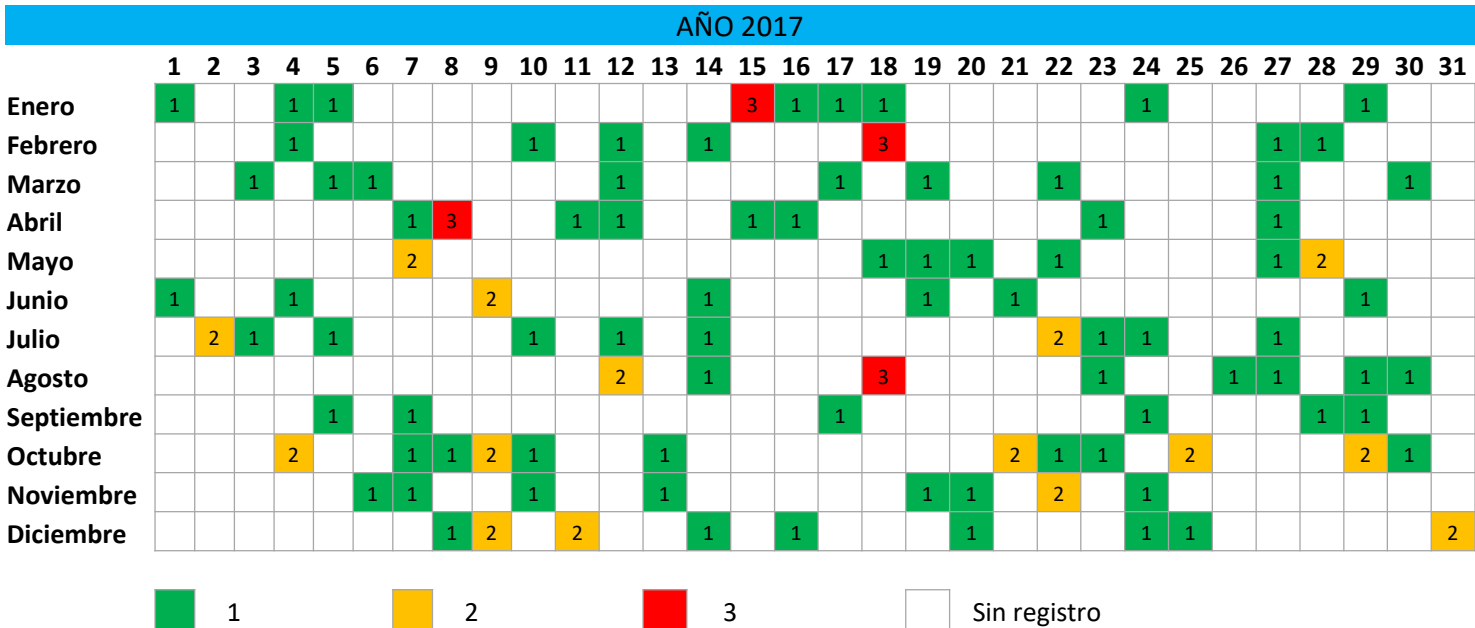 AÑO 2017
1 2 3 4 5 6 7 8 9 10 11 12 13 14 15 16 17 18 19 20 21 22 23 24 25 26 27 28 29 30 31
Enero 1 1 1 3 1 1 1 1 1
Febrero 1 1 1 1 3 1 1
Marzo 1 1 1 1 1 1 1 1 1
Abril 1 3 1 1 1 1 1 1
Mayo 2 1 1 1 1 1 2
Junio 1 1 2 1 1 1 1
Julio 2 1 1 1 1 1 2 1 1 1
Agosto 2 1 3 1 1 1 1 1
Septiembre 1 1 1 1 1 1
Octubre 2 1 1 2 1 1 2 1 1 2 2 1
Noviembre 1 1 1 1 1 1 2 1
Diciembre 1 2 2 1 1 1 1 1 2
1 2 3 Sin registro